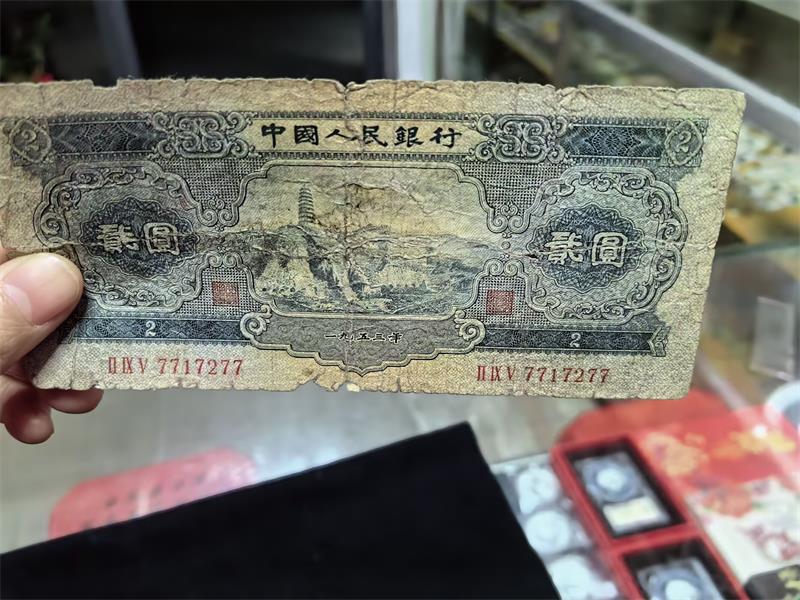 2 中國人民銀行 2
貳圓 貳圓
2 一九五三年 2
II IX V 7717277 II IX V 7717277